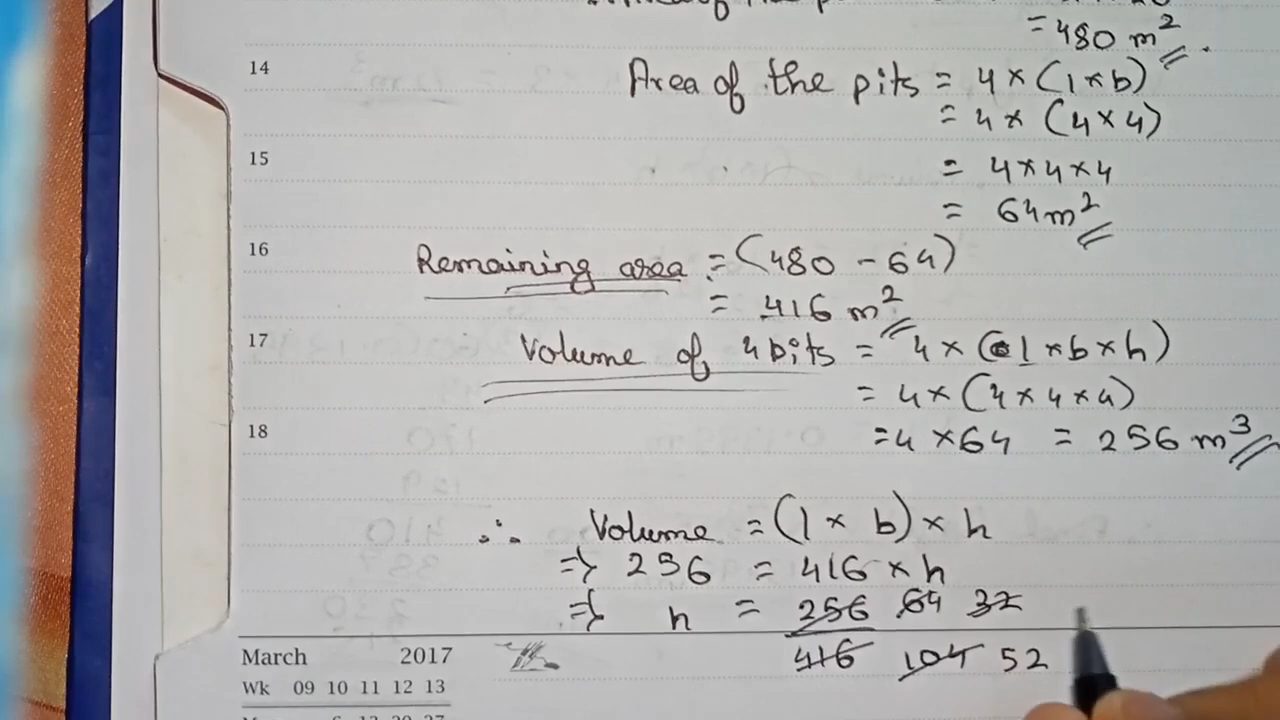 = 480 m²
14
Area of the pits = 4 × (l × b)
= 4 × (4 × 4)
15
= 4 × 4 × 4
= 64 m²
16
Remaining area = (480 - 64)
= 416 m²
17
Volume of 4 pits = 4 × (l × b × h)
= 4 × (4 × 4 × 4)
18
= 4 × 64 = 256 m³
∴ Volume = (l × b) × h
⇒ 256 = 416 × h
⇒ h = 256 64 32
416 104 52
March 2017
Wk 09 10 11 12 13